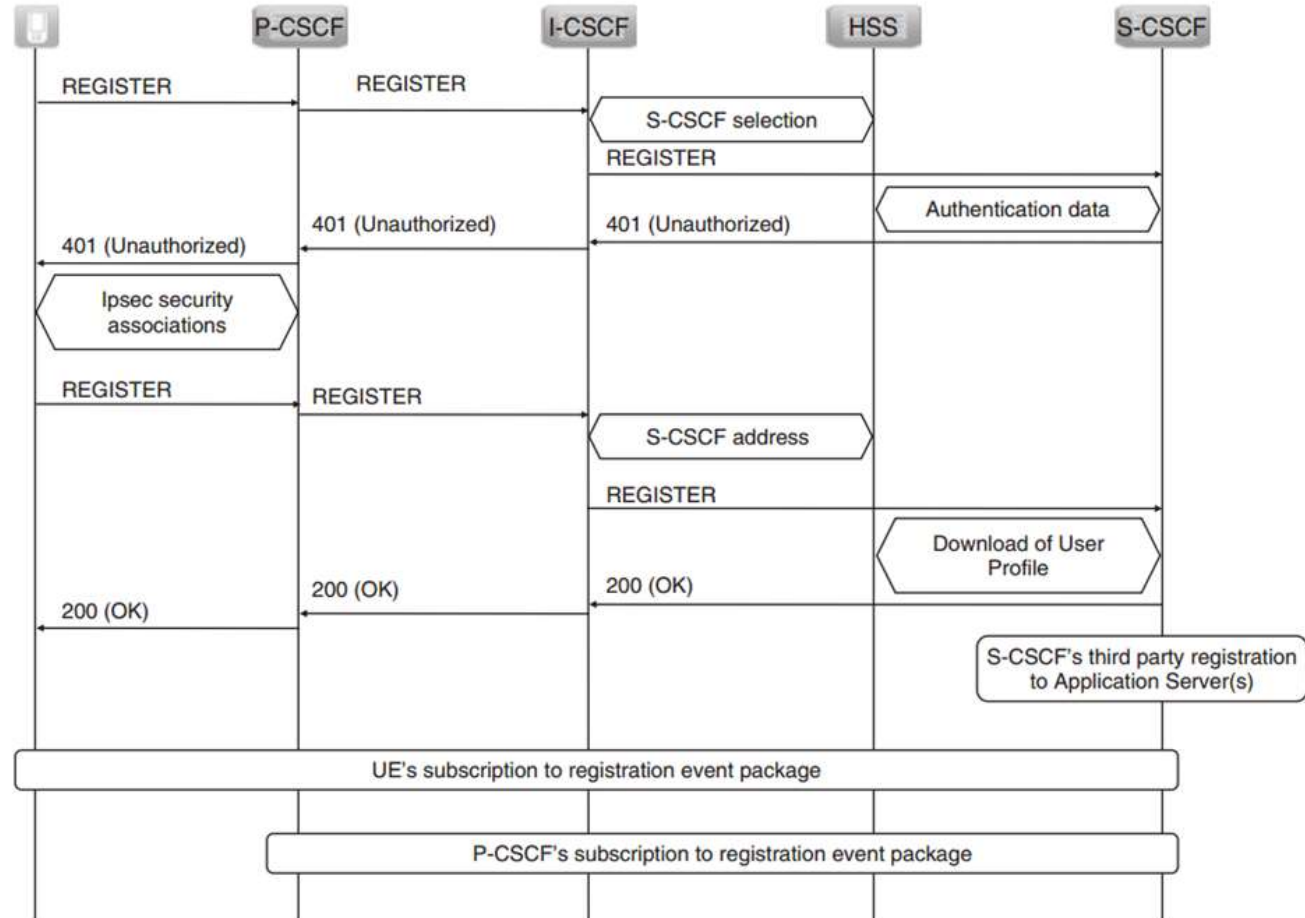 P-CSCF
I-CSCF
HSS
S-CSCF
REGISTER
REGISTER
S-CSCF selection
REGISTER
Authentication data
401 (Unauthorized)
401 (Unauthorized)
401 (Unauthorized)
Ipsec security
associations
REGISTER
REGISTER
S-CSCF address
REGISTER
Download of User
Profile
200 (OK)
200 (OK)
200 (OK)
S-CSCF's third party registration
to Application Server(s)
UE's subscription to registration event package
P-CSCF's subscription to registration event package